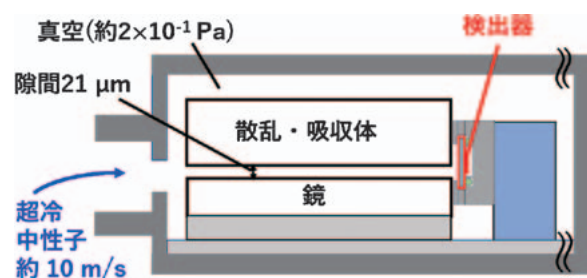 真空(約2×10⁻¹ Pa)
検出器
隙間21 μm
散乱・吸収体
鏡
超冷
中性子
約 10 m/s